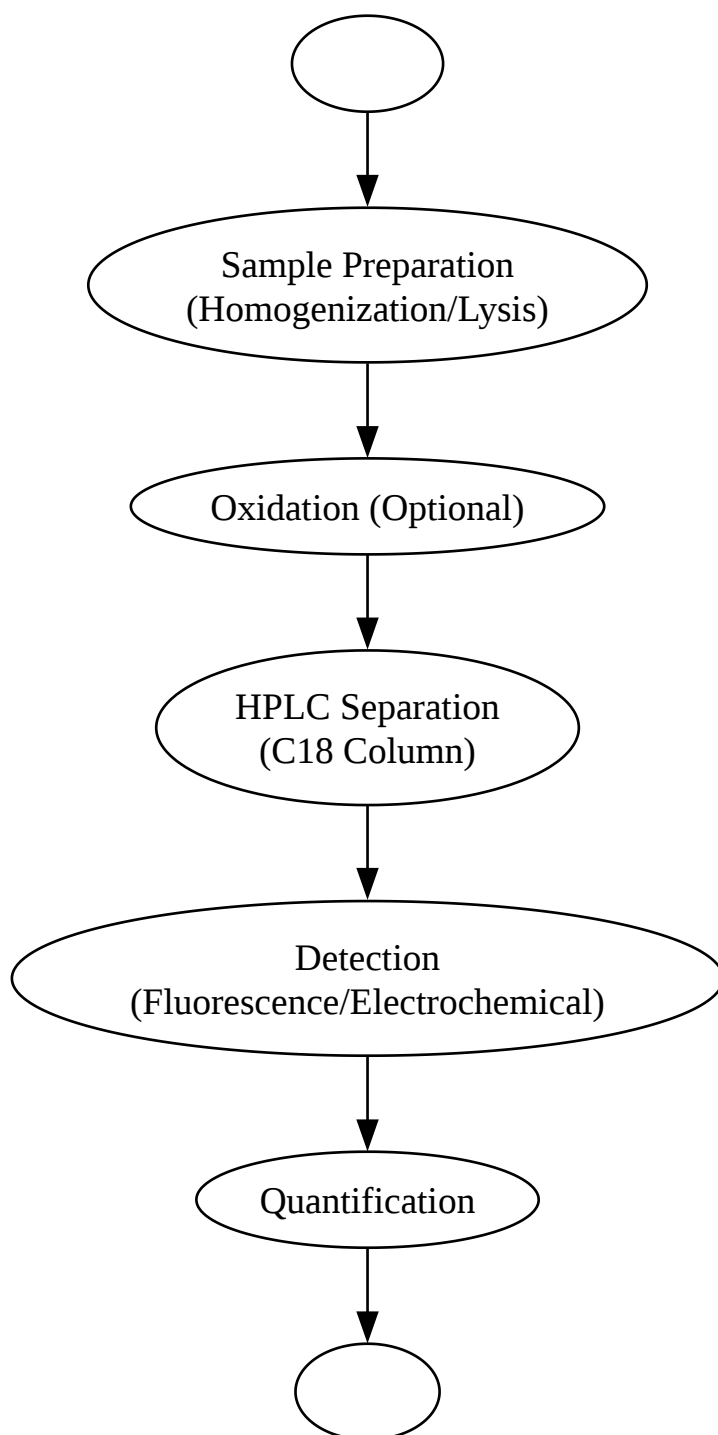 Sample Preparation
(Homogenization/Lysis)
Oxidation (Optional)
HPLC Separation
(C18 Column)
Detection
(Fluorescence/Electrochemical)
Quantification